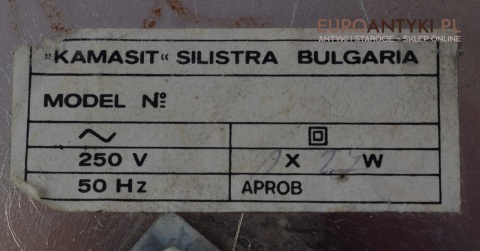 EUROANTYKI.PL
ANTYKI I STAROCIE - SKLEP ONLINE
„KAMASIT“ SILISTRA BULGARIA
MODEL №:
250 V X W
50 Hz APROB